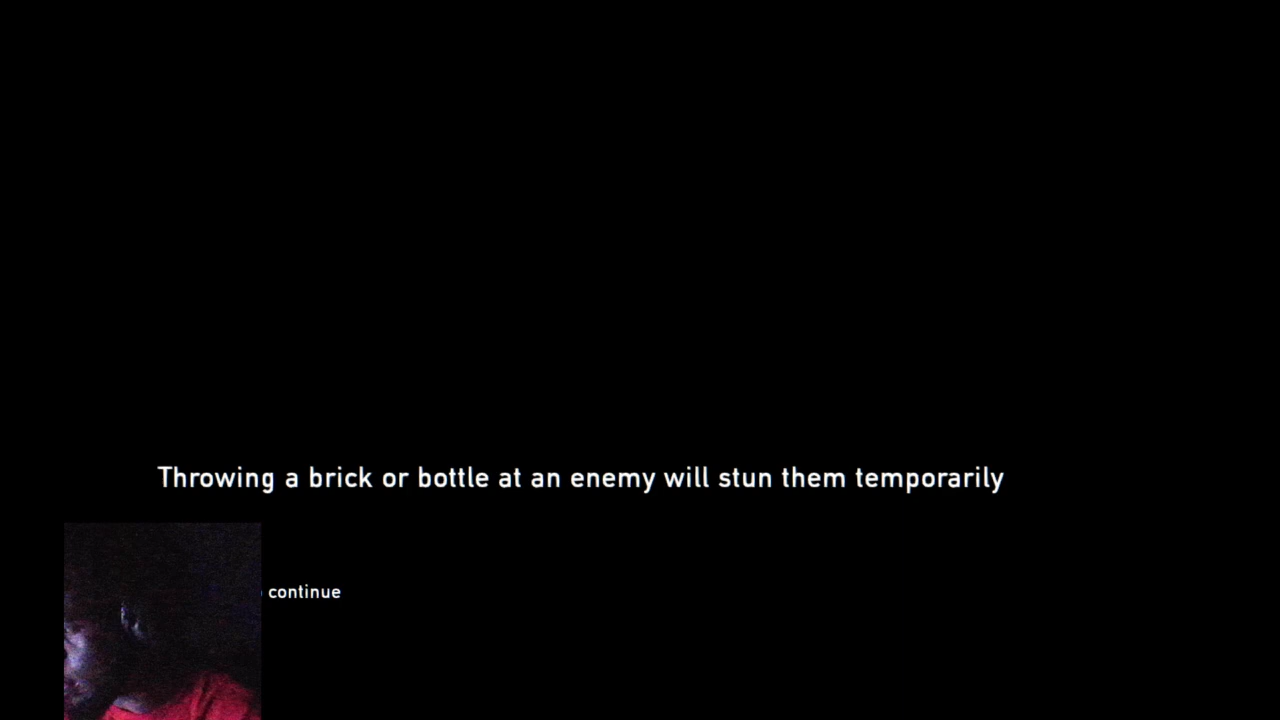 Throwing a brick or bottle at an enemy will stun them temporarily
continue